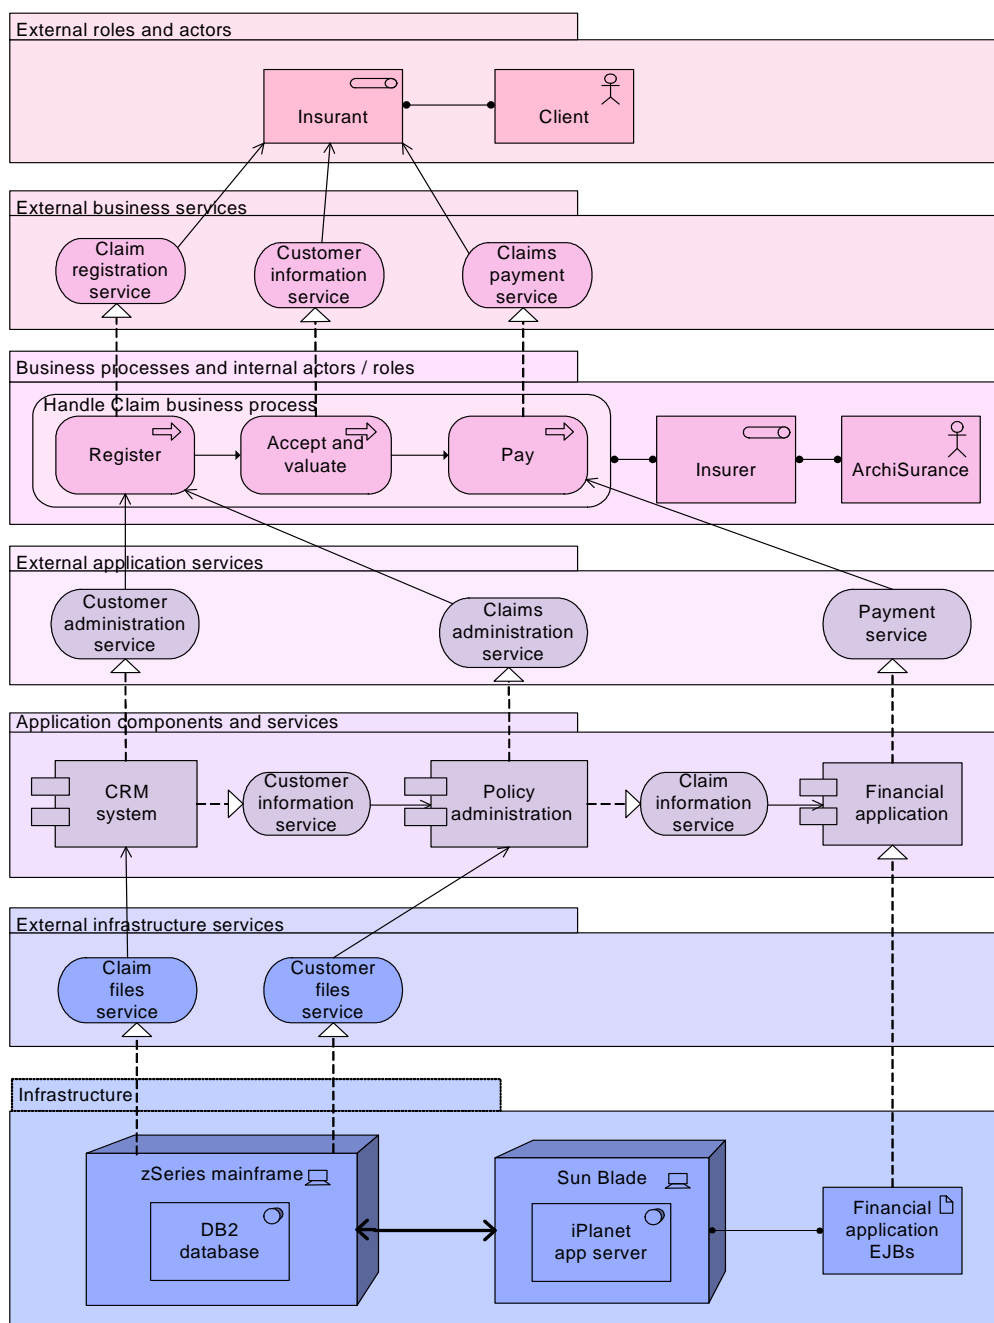 External roles and actors
Insurant
Client
External business services
Claim
registration
service
Customer
information
service
Claims
payment
service
Business processes and internal actors / roles
Handle Claim business process
Register
Accept and
valuate
Pay
Insurer
ArchiSurance
External application services
Customer
administration
service
Claims
administration
service
Payment
service
Application components and services
CRM
system
Customer
information
service
Policy
administration
Claim
information
service
Financial
application
External infrastructure services
Claim
files
service
Customer
files
service
Infrastructure
zSeries mainframe
DB2
database
Sun Blade
iPlanet
app server
Financial
application
EJBs